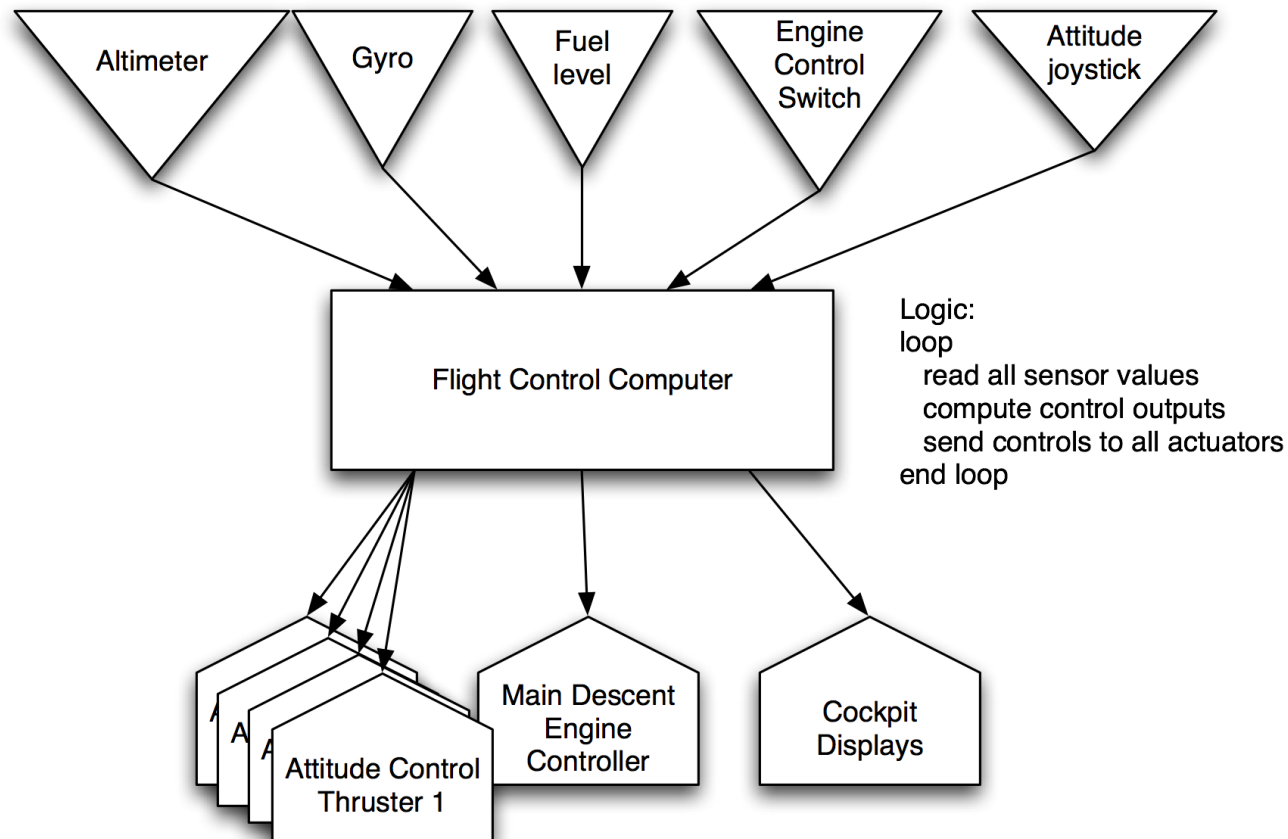 Altimeter
Gyro
Fuel
level
Engine
Control
Switch
Attitude
joystick
Flight Control Computer
Logic:
loop
read all sensor values
compute control outputs
send controls to all actuators
end loop
A
A
A
Attitude Control
Thruster 1
Main Descent
Engine
Controller
Cockpit
Displays